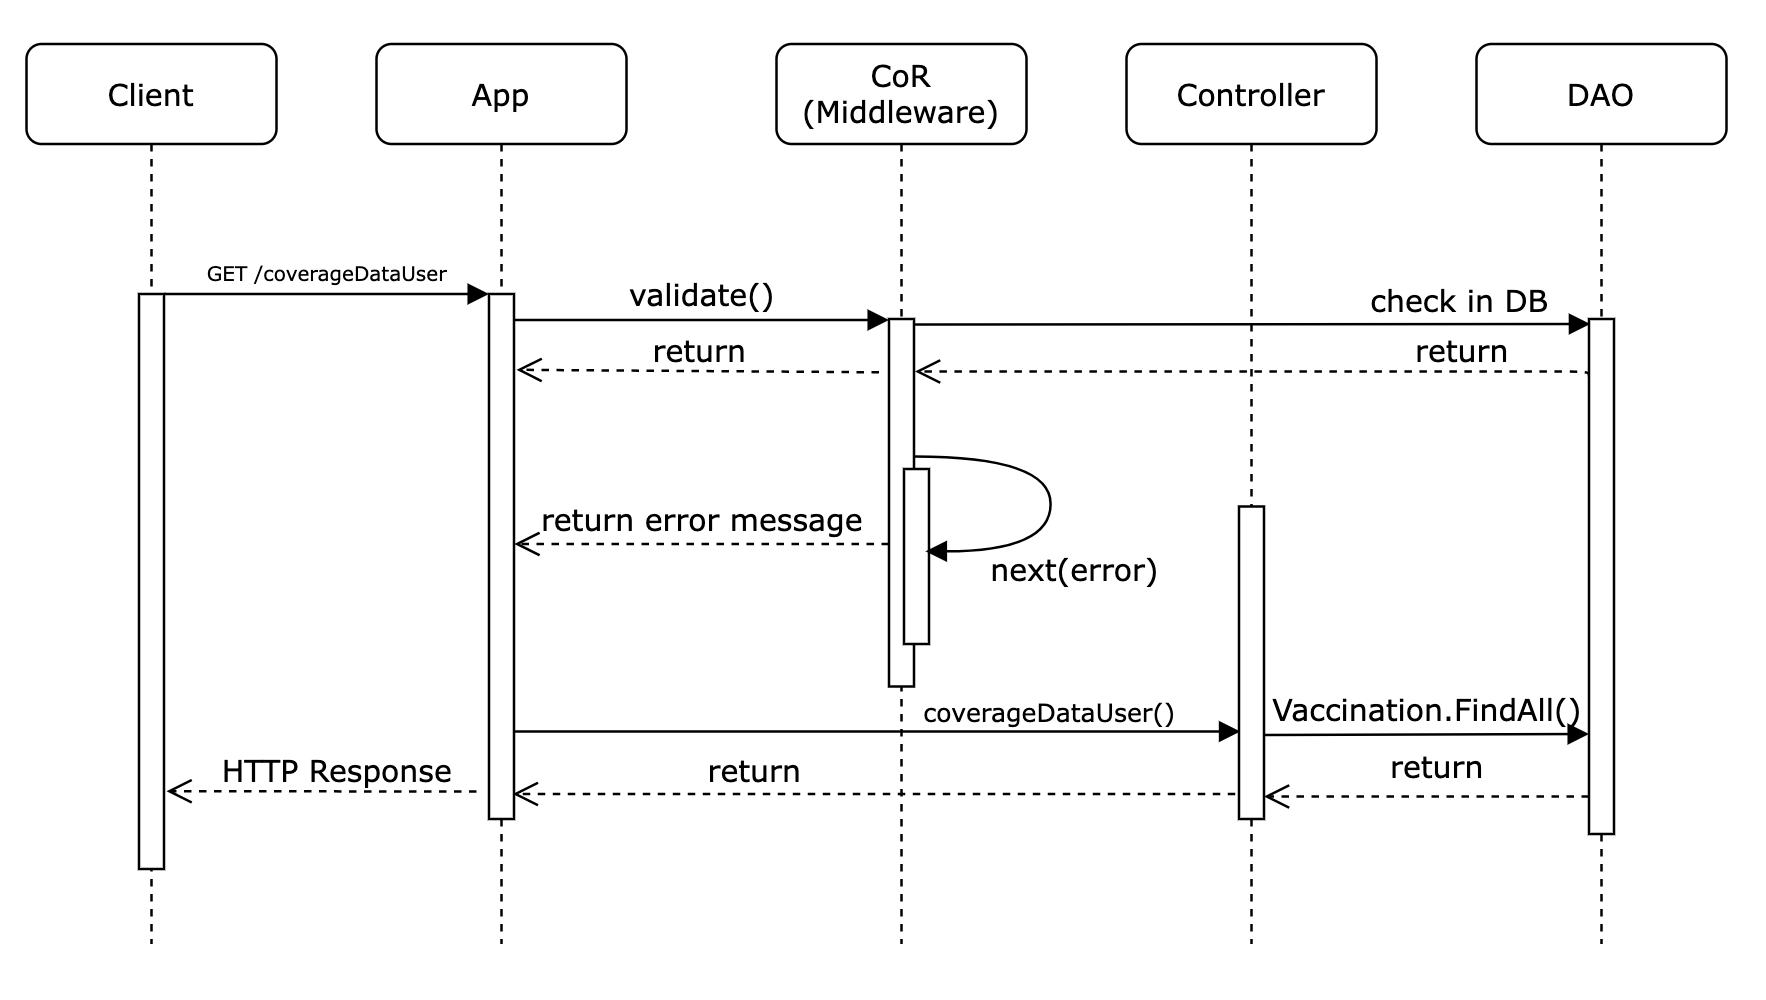 Client
App
CoR
(Middleware)
Controller
DAO
GET /coverageDataUser
validate()
check in DB
return
return
return error message
next(error)
coverageDataUser()
Vaccination.FindAll()
HTTP Response
return
return